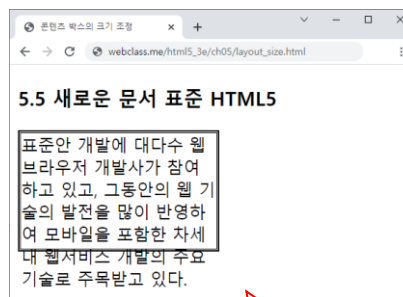 콘텐츠 박스의 크기 조정
webclass.me/html5_3e/ch05/layout_size.html
5.5 새로운 문서 표준 HTML5
표준안 개발에 대다수 웹
브라우저 개발사가 참여
하고 있고, 그동안의 웹 기
술의 발전을 많이 반영하
여 모바일을 포함한 차세
대 웹서비스 개발의 주요
기술로 주목받고 있다.